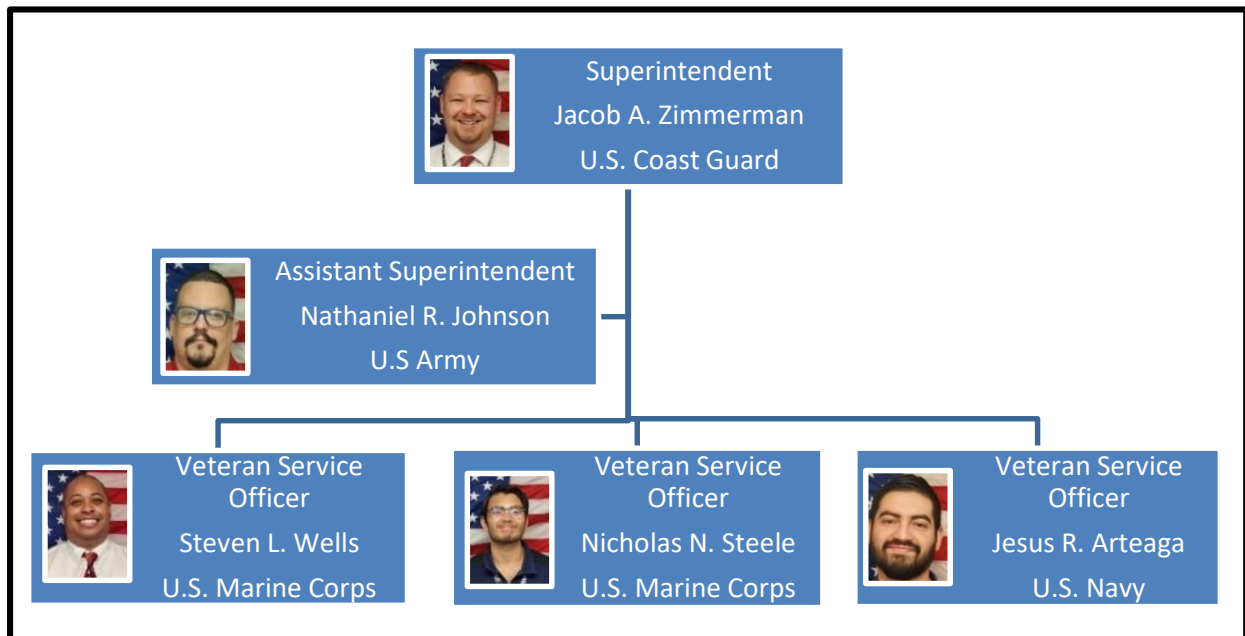 Superintendent
Jacob A. Zimmerman
U.S. Coast Guard
Assistant Superintendent
Nathaniel R. Johnson
U.S Army
Veteran Service
Officer
Steven L. Wells
U.S. Marine Corps
Veteran Service
Officer
Nicholas N. Steele
U.S. Marine Corps
Veteran Service
Officer
Jesus R. Arteaga
U.S. Navy